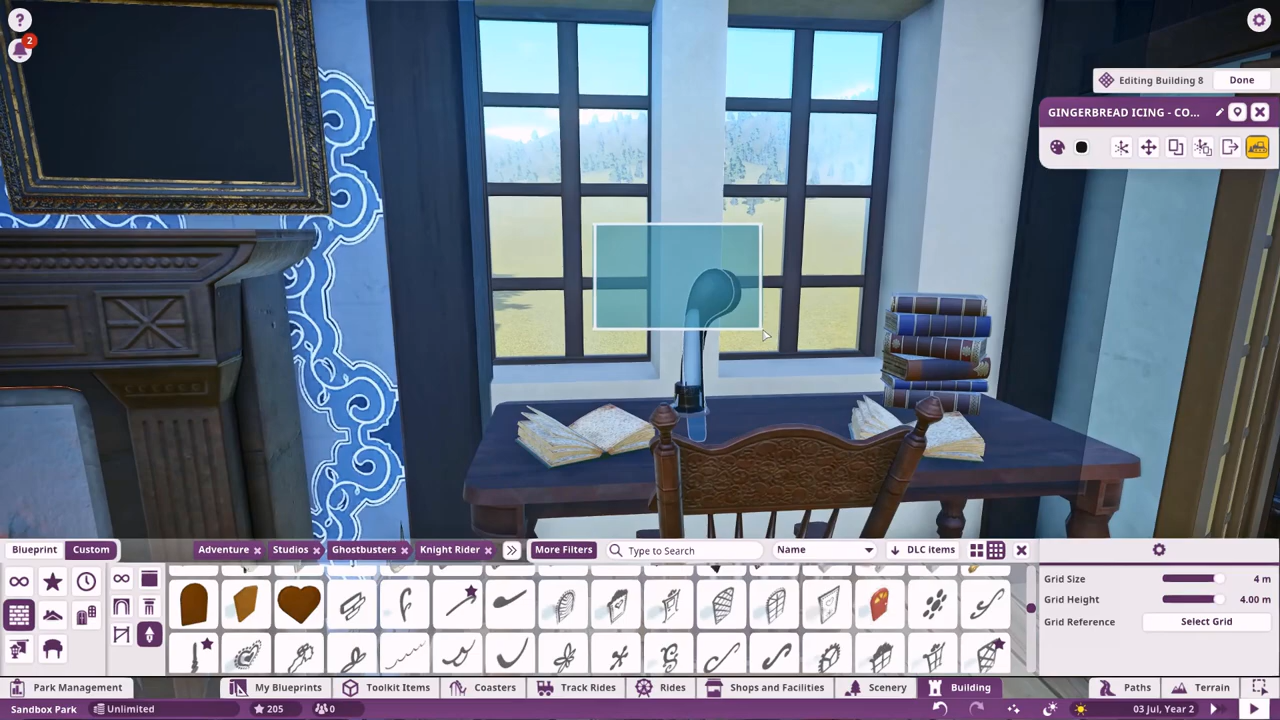 ?
2
Editing Building 8 Done
GINGERBREAD ICING - CO...
Blueprint Custom Adventure Studios Ghostbusters Knight Rider More Filters Type to Search Name DLC items
Grid Size 4 m
Grid Height 4.00 m
Grid Reference Select Grid
Park Management My Blueprints Toolkit Items Coasters Track Rides Rides Shops and Facilities Scenery Building Paths Terrain
Sandbox Park Unlimited 205 0 03 Jul, Year 2